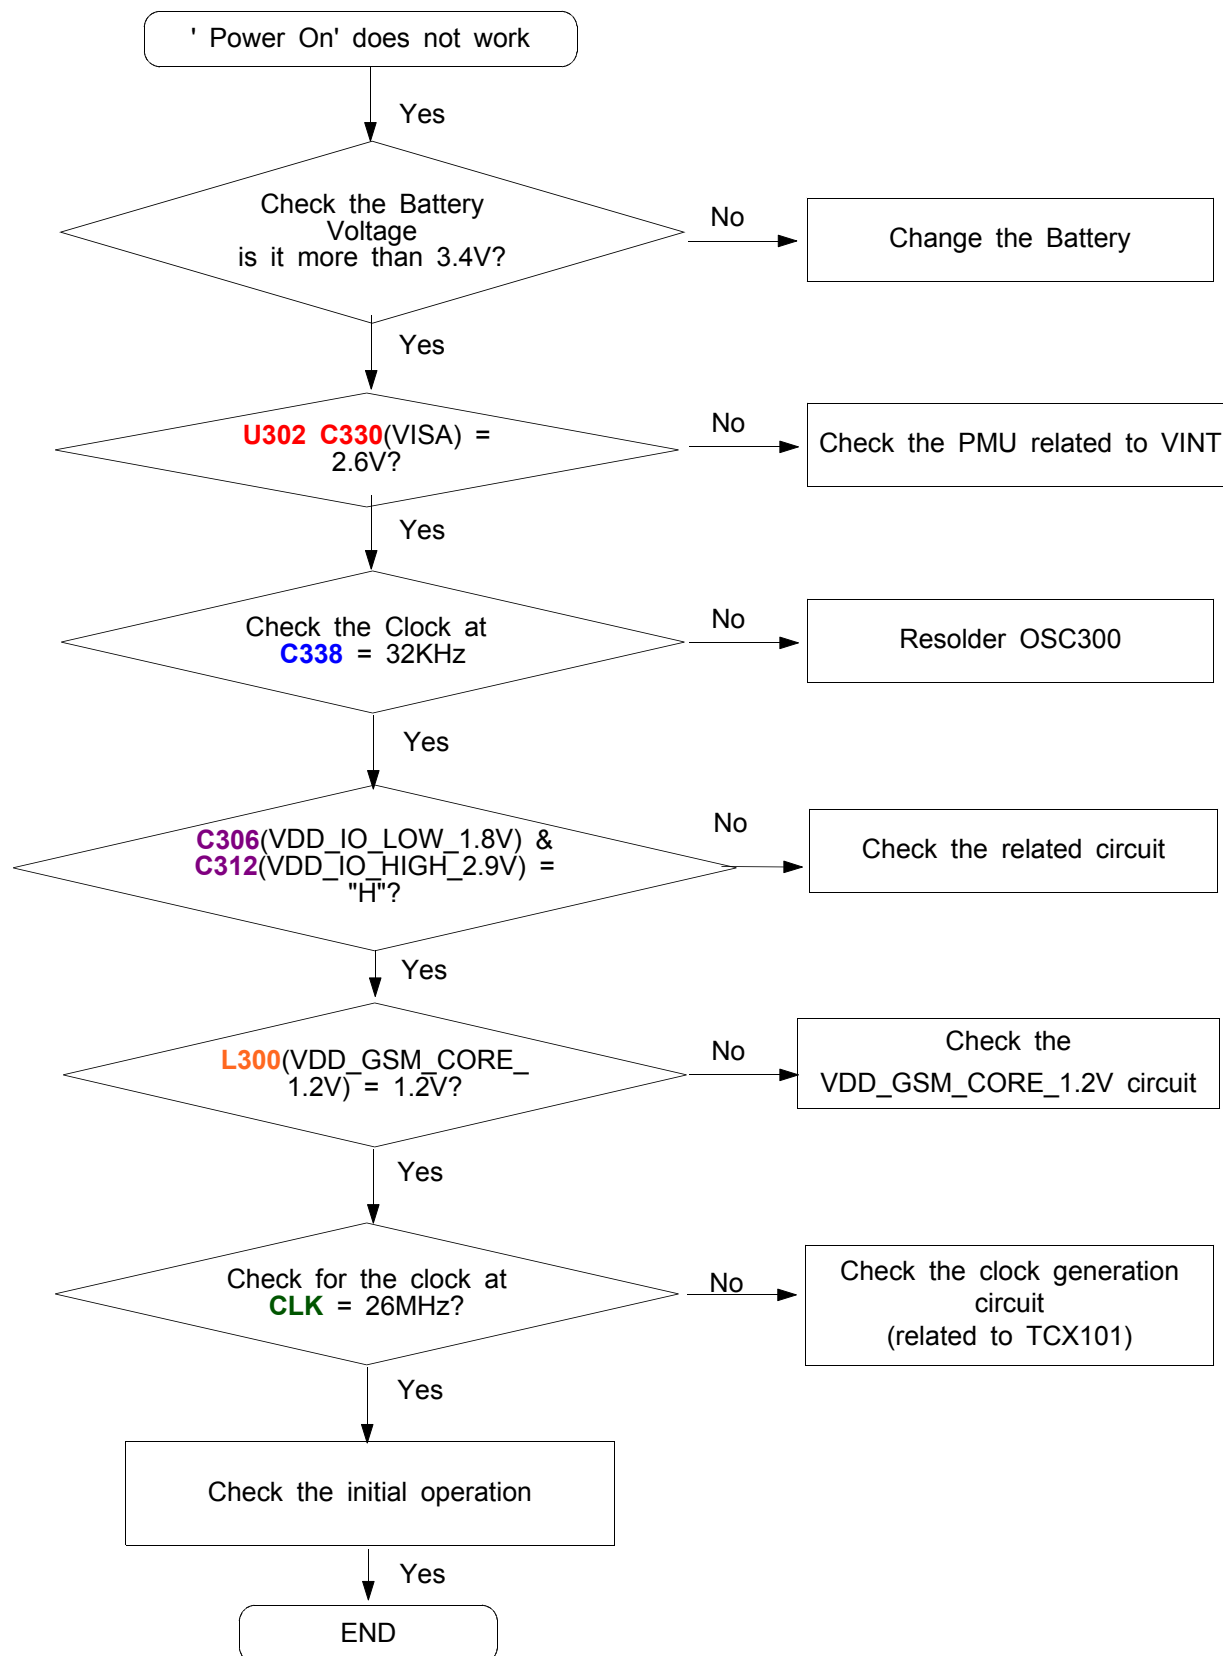 ' Power On' does not work
Yes
Check the Battery
Voltage
is it more than 3.4V?
No
Change the Battery
Yes
U302 C330(VISA) =
2.6V?
No
Check the PMU related to VINT
Yes
Check the Clock at
C338 = 32KHz
No
Resolder OSC300
Yes
C306(VDD_IO_LOW_1.8V) &
C312(VDD_IO_HIGH_2.9V) =
"H"?
No
Check the related circuit
Yes
L300(VDD_GSM_CORE_
1.2V) = 1.2V?
No
Check the
VDD_GSM_CORE_1.2V circuit
Yes
Check for the clock at
CLK = 26MHz?
No
Check the clock generation
circuit
(related to TCX101)
Yes
Check the initial operation
Yes
END